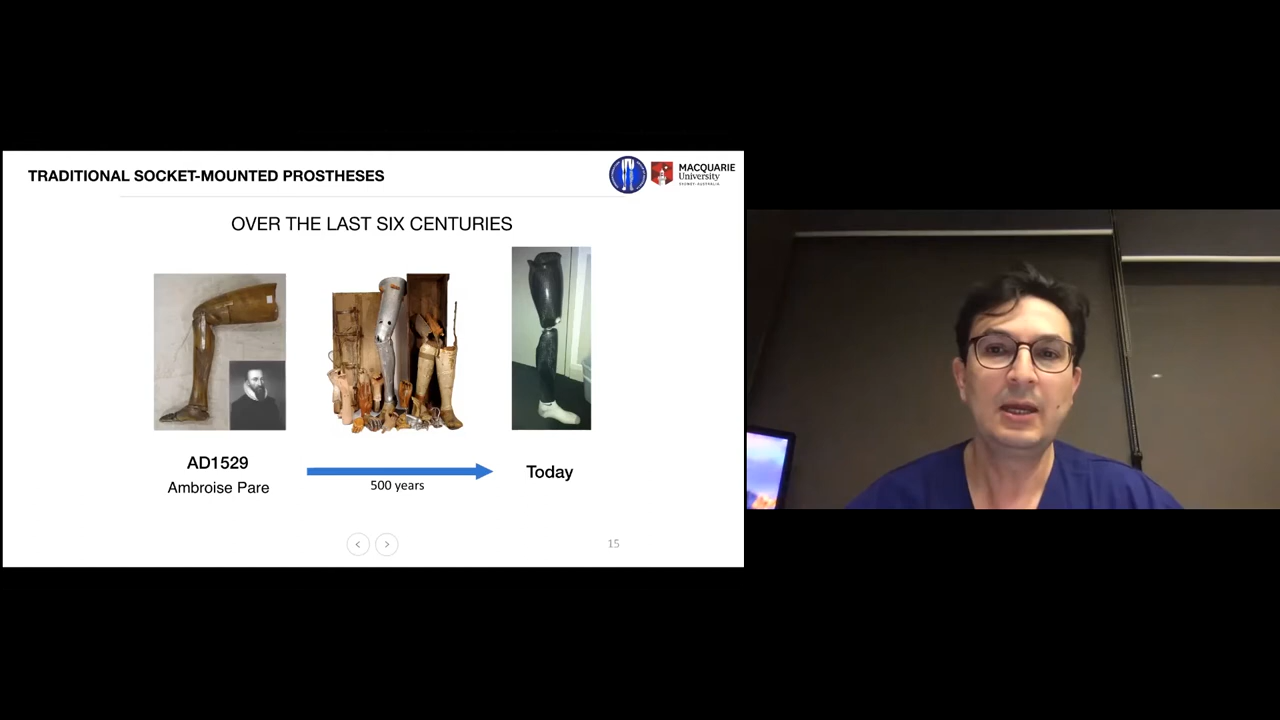 TRADITIONAL SOCKET-MOUNTED PROSTHESES
MACQUARIE
University
SYDNEY·AUSTRALIA
OVER THE LAST SIX CENTURIES
AD1529
Ambroise Pare
500 years
Today
15